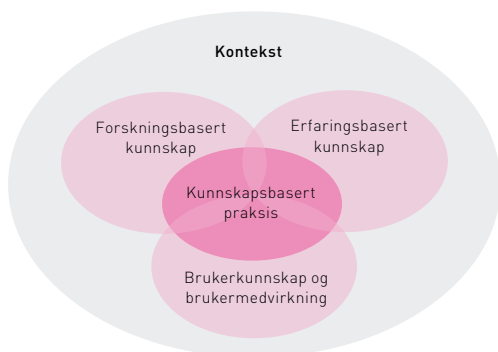 Kontekst
Forskningsbasert
kunnskap
Erfaringsbasert
kunnskap
Kunnskapsbasert
praksis
Brukerkunnskap og
brukermedvirkning